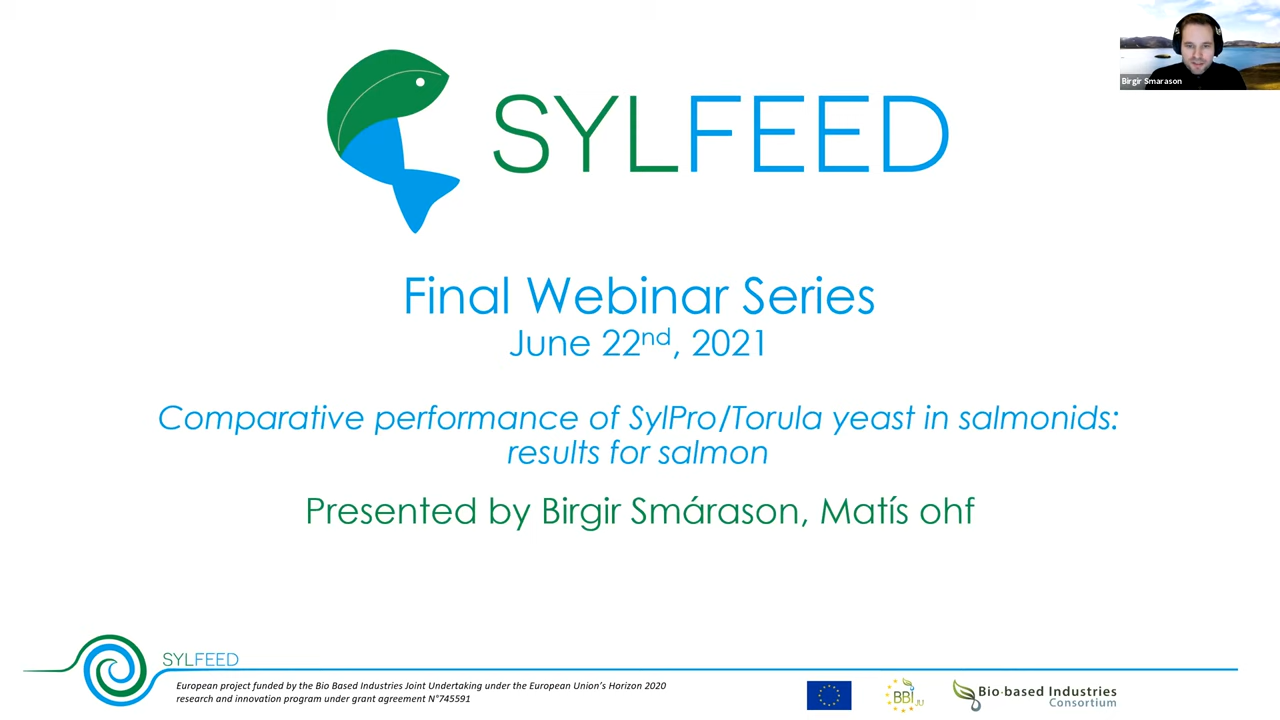 Birgir Smarason
SYLFEED
Final Webinar Series
June 22nd, 2021
Comparative performance of SylPro/Torula yeast in salmonids:
results for salmon
Presented by Birgir Smárason, Matís ohf
SYLFEED
European project funded by the Bio Based Industries Joint Undertaking under the European Union's Horizon 2020
research and innovation program under grant agreement N°745591
BBI JU
Bio-based Industries
Consortium